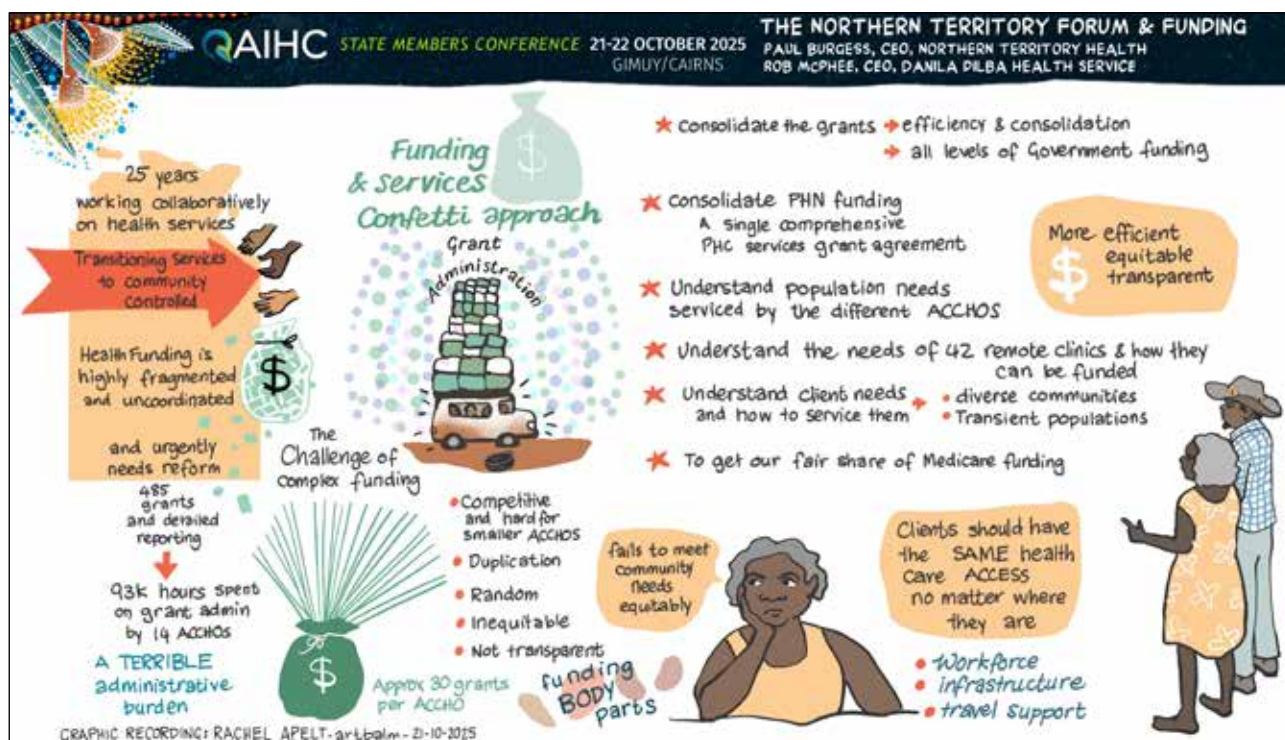 QAIHC STATE MEMBERS CONFERENCE 21-22 OCTOBER 2025
GIMUY/CAIRNS
THE NORTHERN TERRITORY FORUM & FUNDING
PAUL BURGESS, CEO, NORTHERN TERRITORY HEALTH
ROB McPHEE, CEO, DANILA DILBA HEALTH SERVICE
25 years
working collaboratively
on health services
Transitioning Services
to community
controlled
Health Funding is
highly fragmented
and uncoordinated
$
and urgently
needs reform
485
grants
and detailed
reporting
93K hours spent
on grant admin
by 14 ACCHOS
A TERRIBLE
administrative
burden
Funding
& Services
Confetti approach
$
Grant
Administration
The
Challenge of
complex funding
$
Approx 30 grants
per ACCHO
Competitive
and hard for
smaller ACCHOS
Duplication
Random
Inequitable
Not transparent
funding
BODY
parts
Consolidate the grants efficiency & consolidation
all levels of Government funding
Consolidate PHN funding
A single comprehensive
PHC services grant agreement
Understand population needs
serviced by the different ACCHOS
Understand the needs of 42 remote clinics & how they
can be funded
Understand client needs
and how to service them
diverse communities
Transient populations
To get our fair share of Medicare funding
More efficient
$ equitable
transparent
fails to meet
community
needs
equitably
Clients should have
the SAME health
care ACCESS
no matter where
they are
Workforce
infrastructure
travel support
GRAPHIC RECORDING: RACHEL APELT-artbalm-21-10-2025